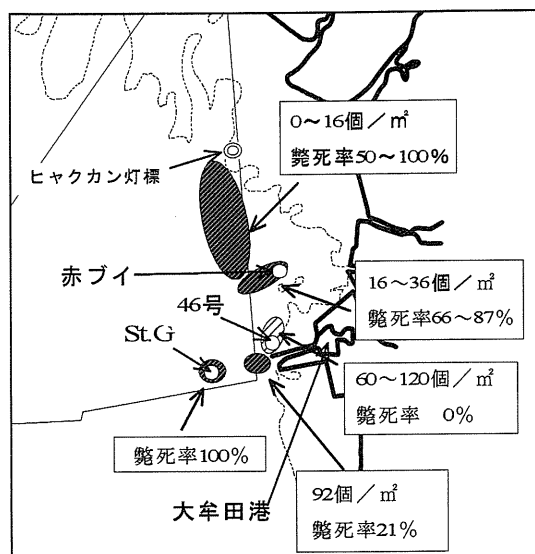 0～16個／㎡
斃死率50～100%
ヒャクカン灯標
赤ブイ
16～36個／㎡
斃死率66～87%
46号
St.G
60～120個／㎡
斃死率 0%
斃死率100%
92個／㎡
斃死率21%
大牟田港